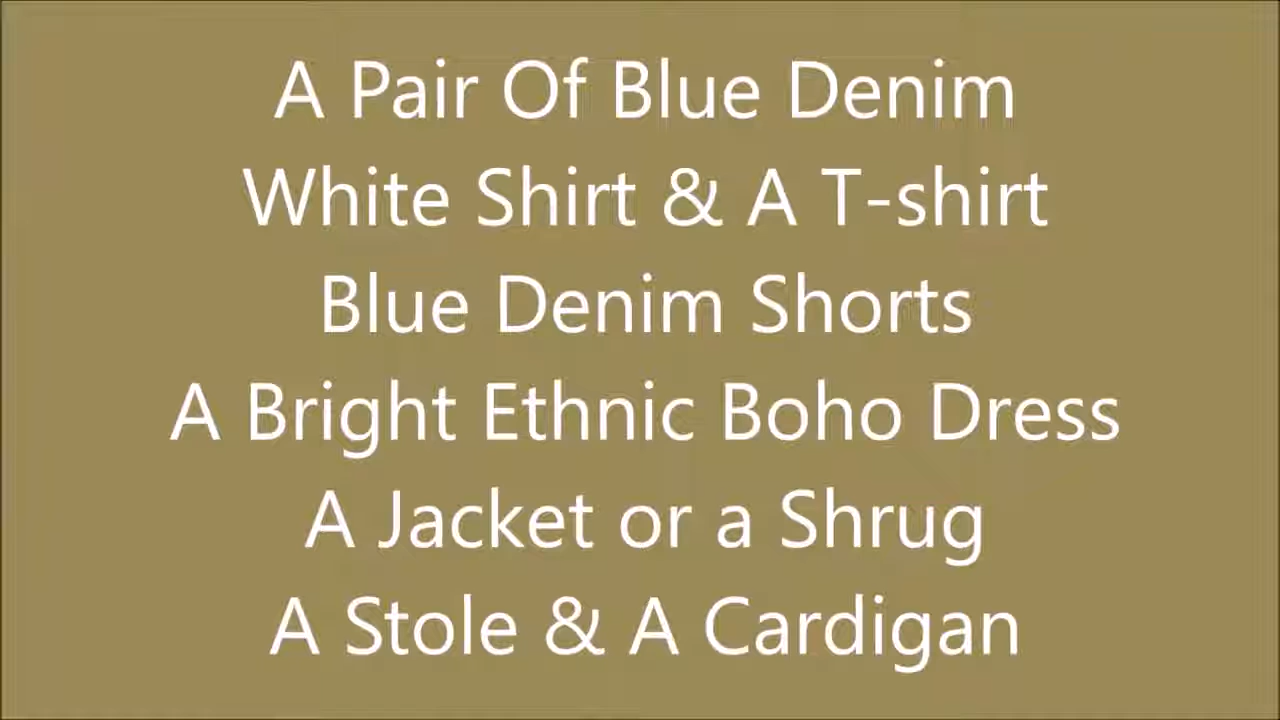 A Pair Of Blue Denim
White Shirt & A T-shirt
Blue Denim Shorts
A Bright Ethnic Boho Dress
A Jacket or a Shrug
A Stole & A Cardigan